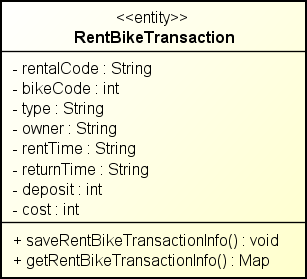 <<entity>>
RentBikeTransaction
- rentalCode : String
- bikeCode : int
- type : String
- owner : String
- rentTime : String
- returnTime : String
- deposit : int
- cost : int
+ saveRentBikeTransactionInfo() : void
+ getRentBikeTransactionInfo() : Map